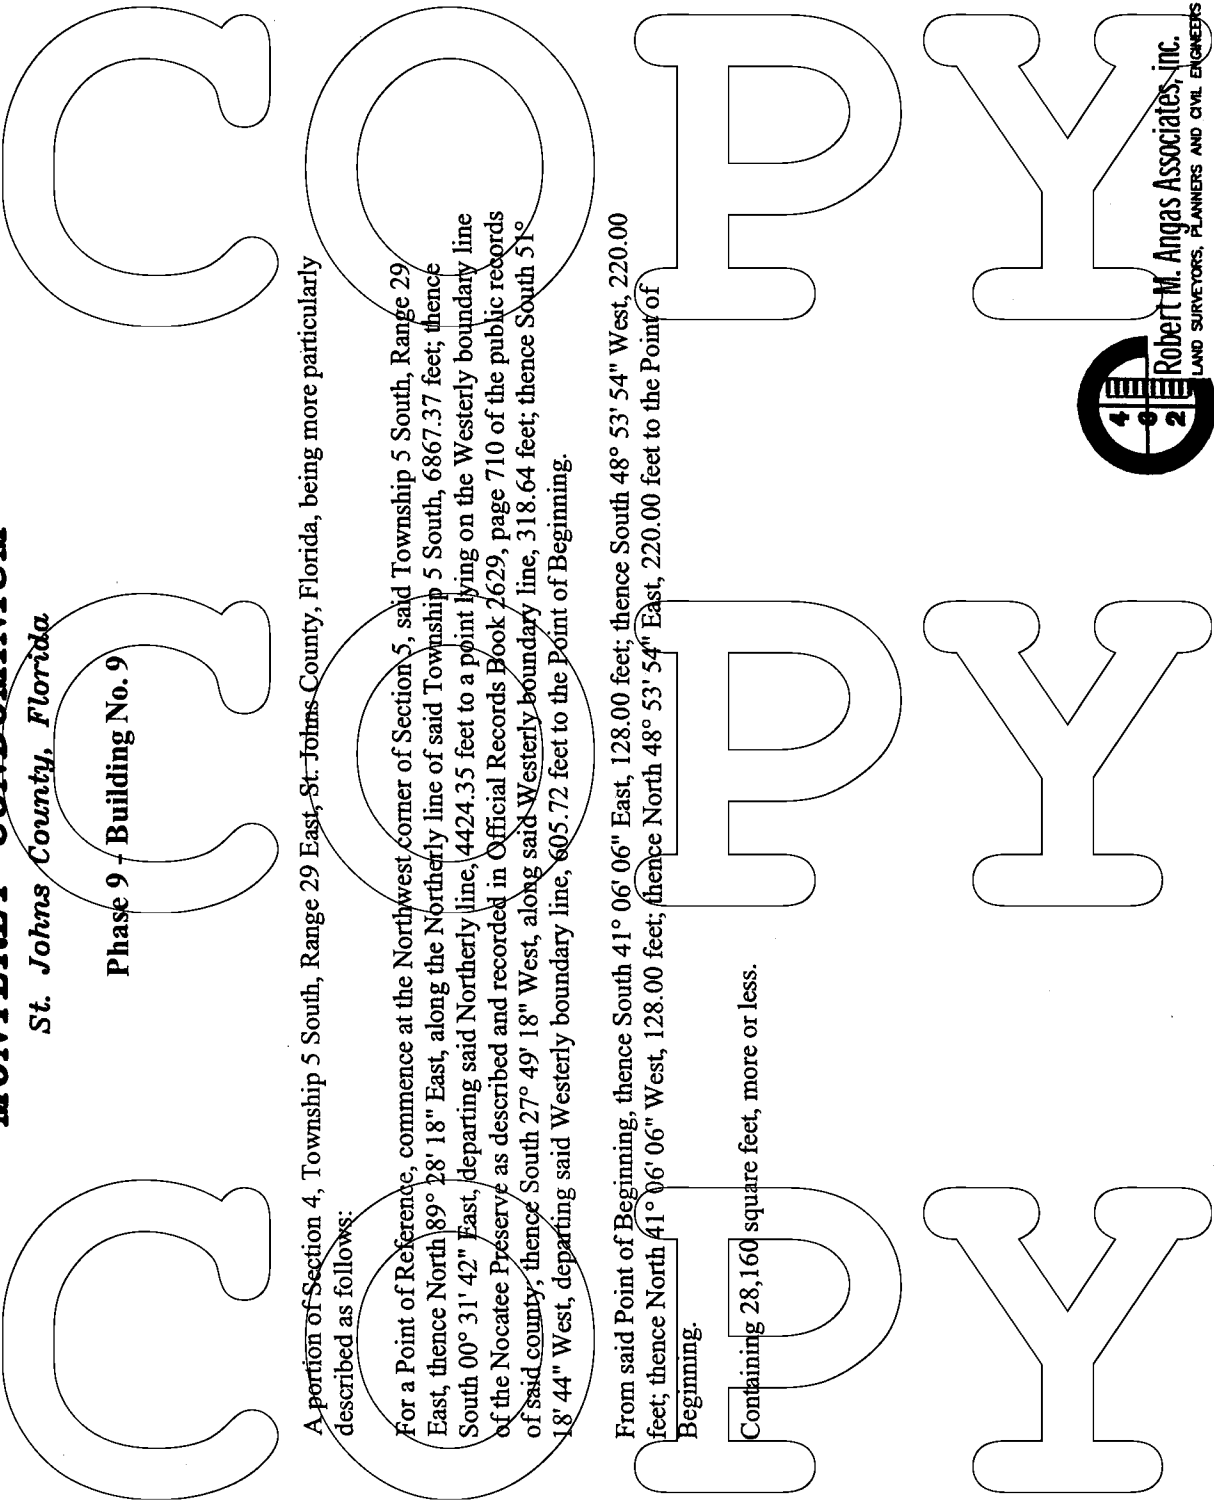 MONTEREY CONDOMINIUM
St. Johns County, Florida
Phase 9 - Building No. 9
A portion of Section 4, Township 5 South, Range 29 East, St. Johns County, Florida, being more particularly
described as follows:
For a Point of Reference, commence at the Northwest corner of Section 5, said Township 5 South, Range 29
East, thence North 89° 28' 18" East, along the Northerly line of said Township 5 South, 6867.37 feet; thence
South 00° 31' 42" East, departing said Northerly line, 4424.35 feet to a point lying on the Westerly boundary line
of the Nocatee Preserve as described and recorded in Official Records Book 2629, page 710 of the public records
of said county; thence South 27° 49' 18" West, along said Westerly boundary line, 318.64 feet; thence South 51°
18' 44" West, departing said Westerly boundary line, 605.72 feet to the Point of Beginning.
From said Point of Beginning, thence South 41° 06' 06" East, 128.00 feet; thence South 48° 53' 54" West, 220.00
feet; thence North 41° 06' 06" West, 128.00 feet; thence North 48° 53' 54" East, 220.00 feet to the Point of
Beginning.
Containing 28,160 square feet, more or less.
Robert M. Angas Associates, inc.
LAND SURVEYORS, PLANNERS AND CIVIL ENGINEERS
COPY
COPY
COPY